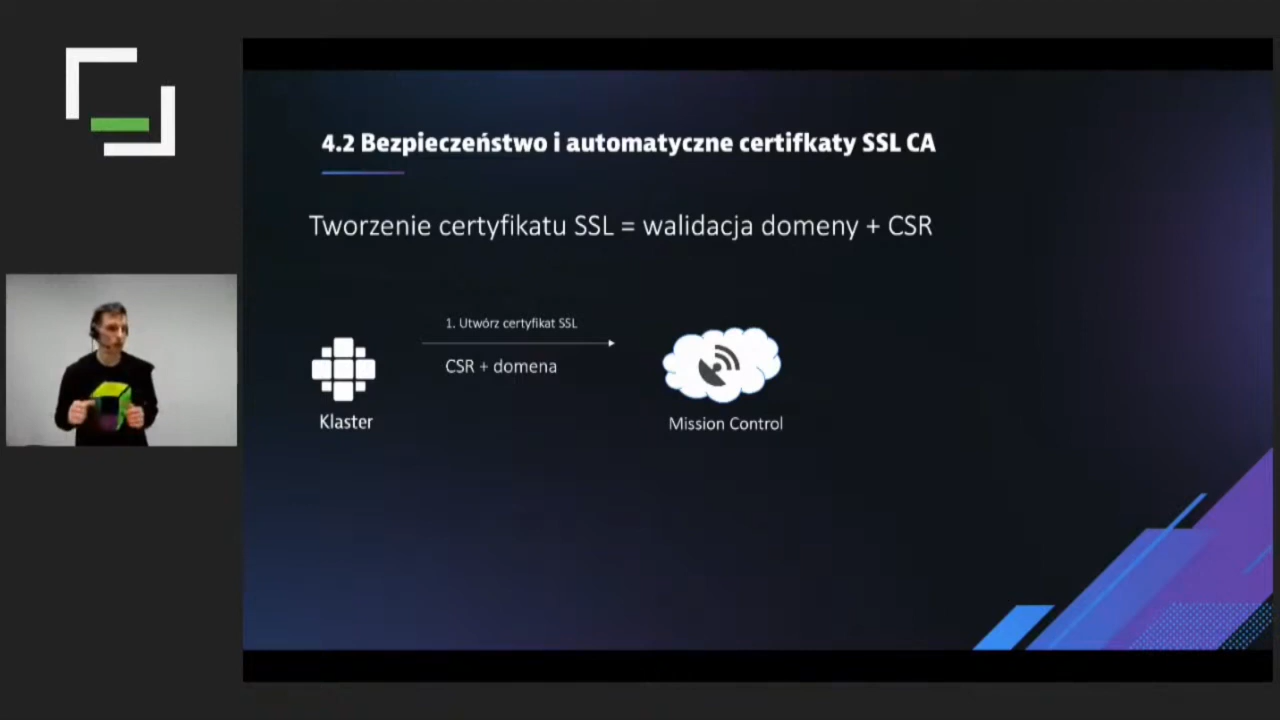 4.2 Bezpieczeństwo i automatyczne certifkaty SSL CA
Tworzenie certyfikatu SSL = walidacja domeny + CSR
1. Utwórz certyfikat SSL
CSR + domena
Klaster
Mission Control